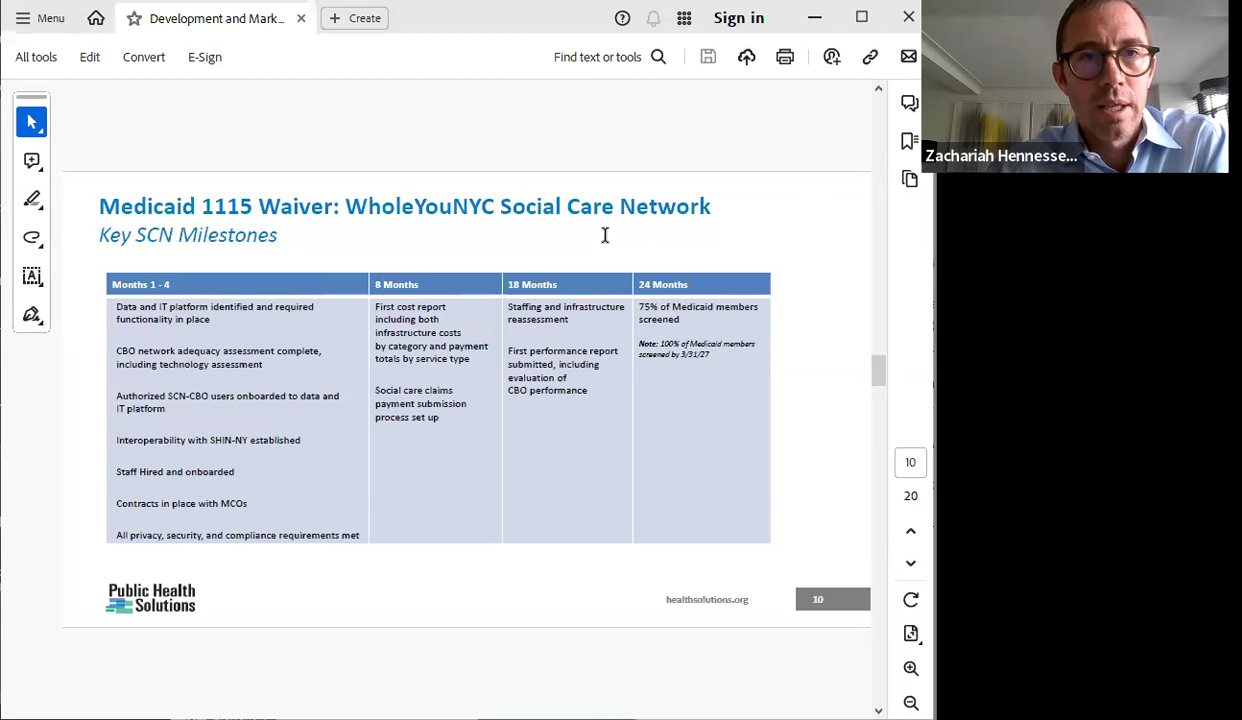 Menu
Development and Mark...
Create
Sign in
All tools
Edit
Convert
E-Sign
Find text or tools
Zachariah Hennesse...
Medicaid 1115 Waiver: WholeYouNYC Social Care Network
Key SCN Milestones
Months 1 - 4
Data and IT platform identified and required
functionality in place
CBO network adequacy assessment complete,
including technology assessment
Authorized SCN-CBO users onboarded to data and
IT platform
Interoperability with SHIN-NY established
Staff Hired and onboarded
Contracts in place with MCOs
All privacy, security, and compliance requirements met
8 Months
First cost report
including both
infrastructure costs
by category and payment
totals by service type
Social care claims
payment submission
process set up
18 Months
Staffing and infrastructure
reassessment
First performance report
submitted, including
evaluation of
CBO performance
24 Months
75% of Medicaid members
screened
Note: 100% of Medicaid members
screened by 3/31/27
Public Health
Solutions
healthsolutions.org
10
10
20